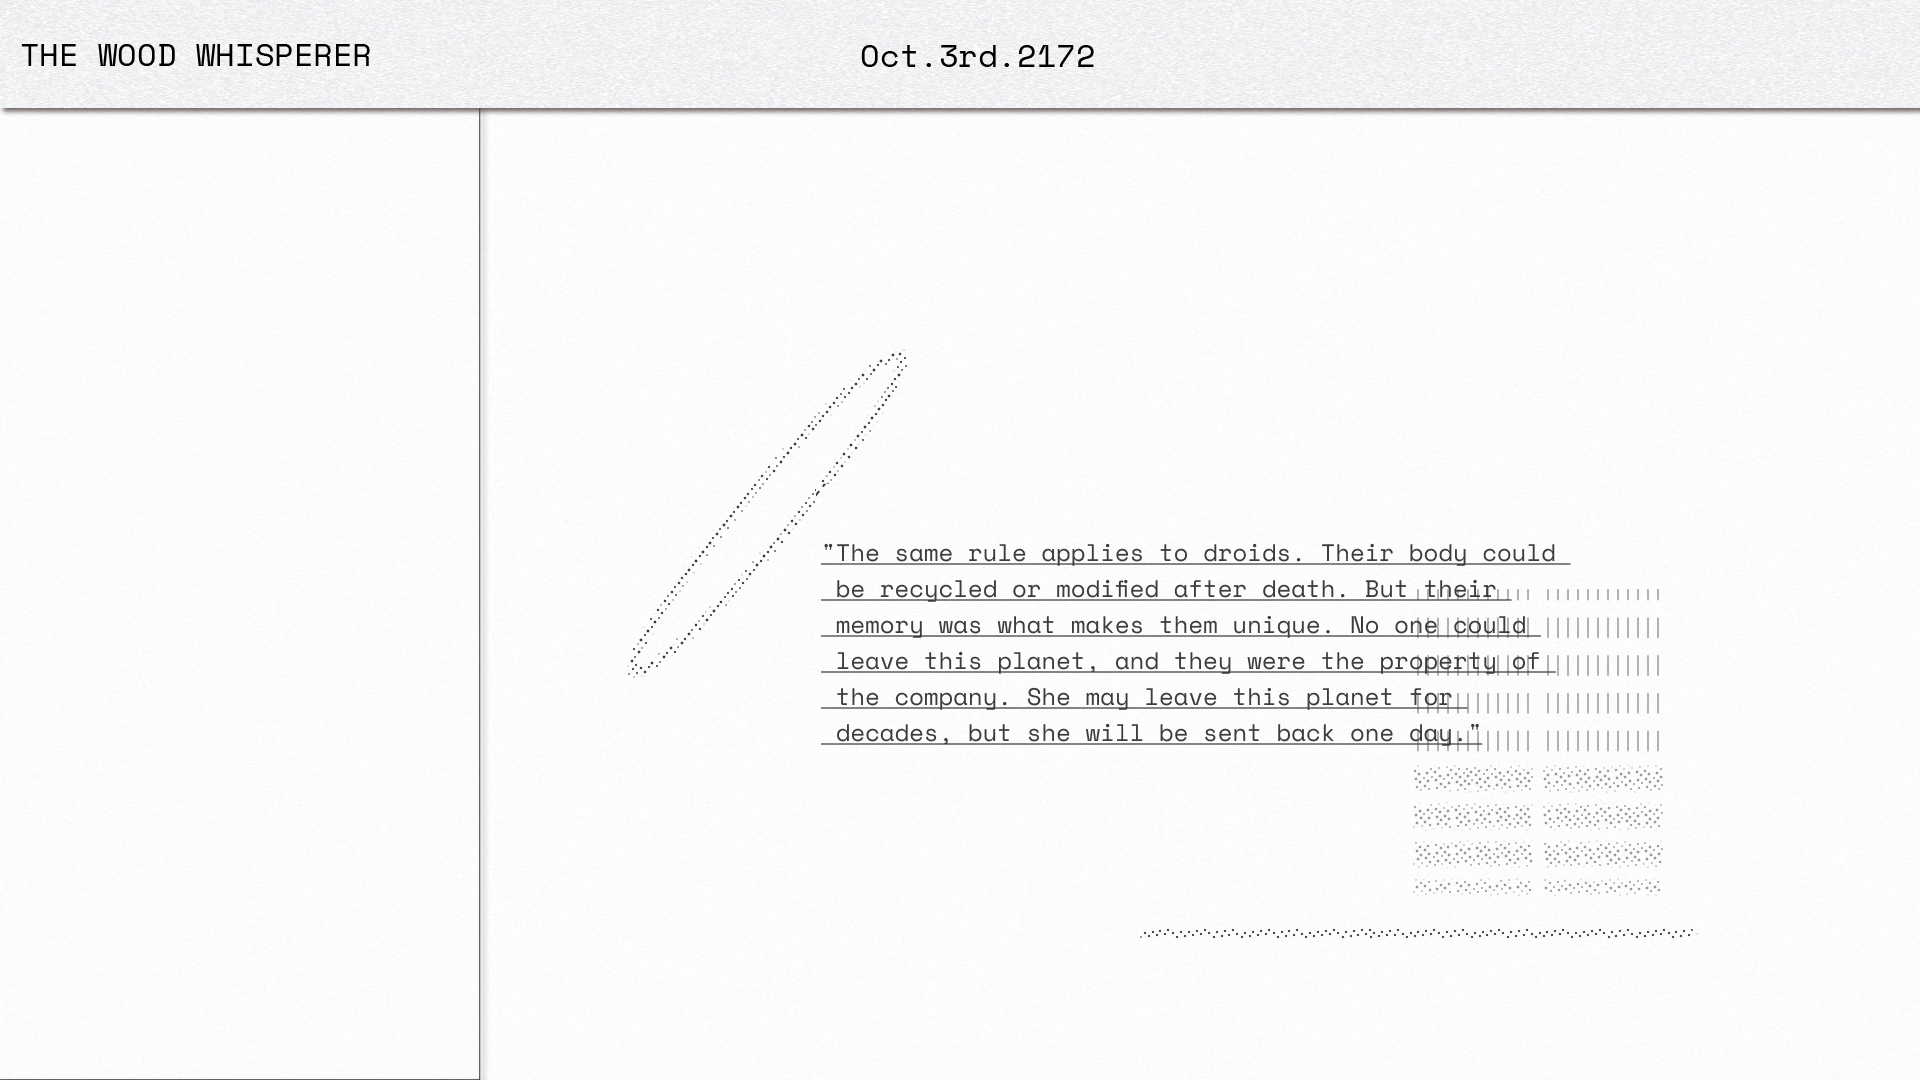 THE WOOD WHISPERER
Oct.3rd.2172
"The same rule applies to droids. Their body could
be recycled or modified after death. But their
memory was what makes them unique. No one could
leave this planet, and they were the property of
the company. She may leave this planet for
decades, but she will be sent back one day."